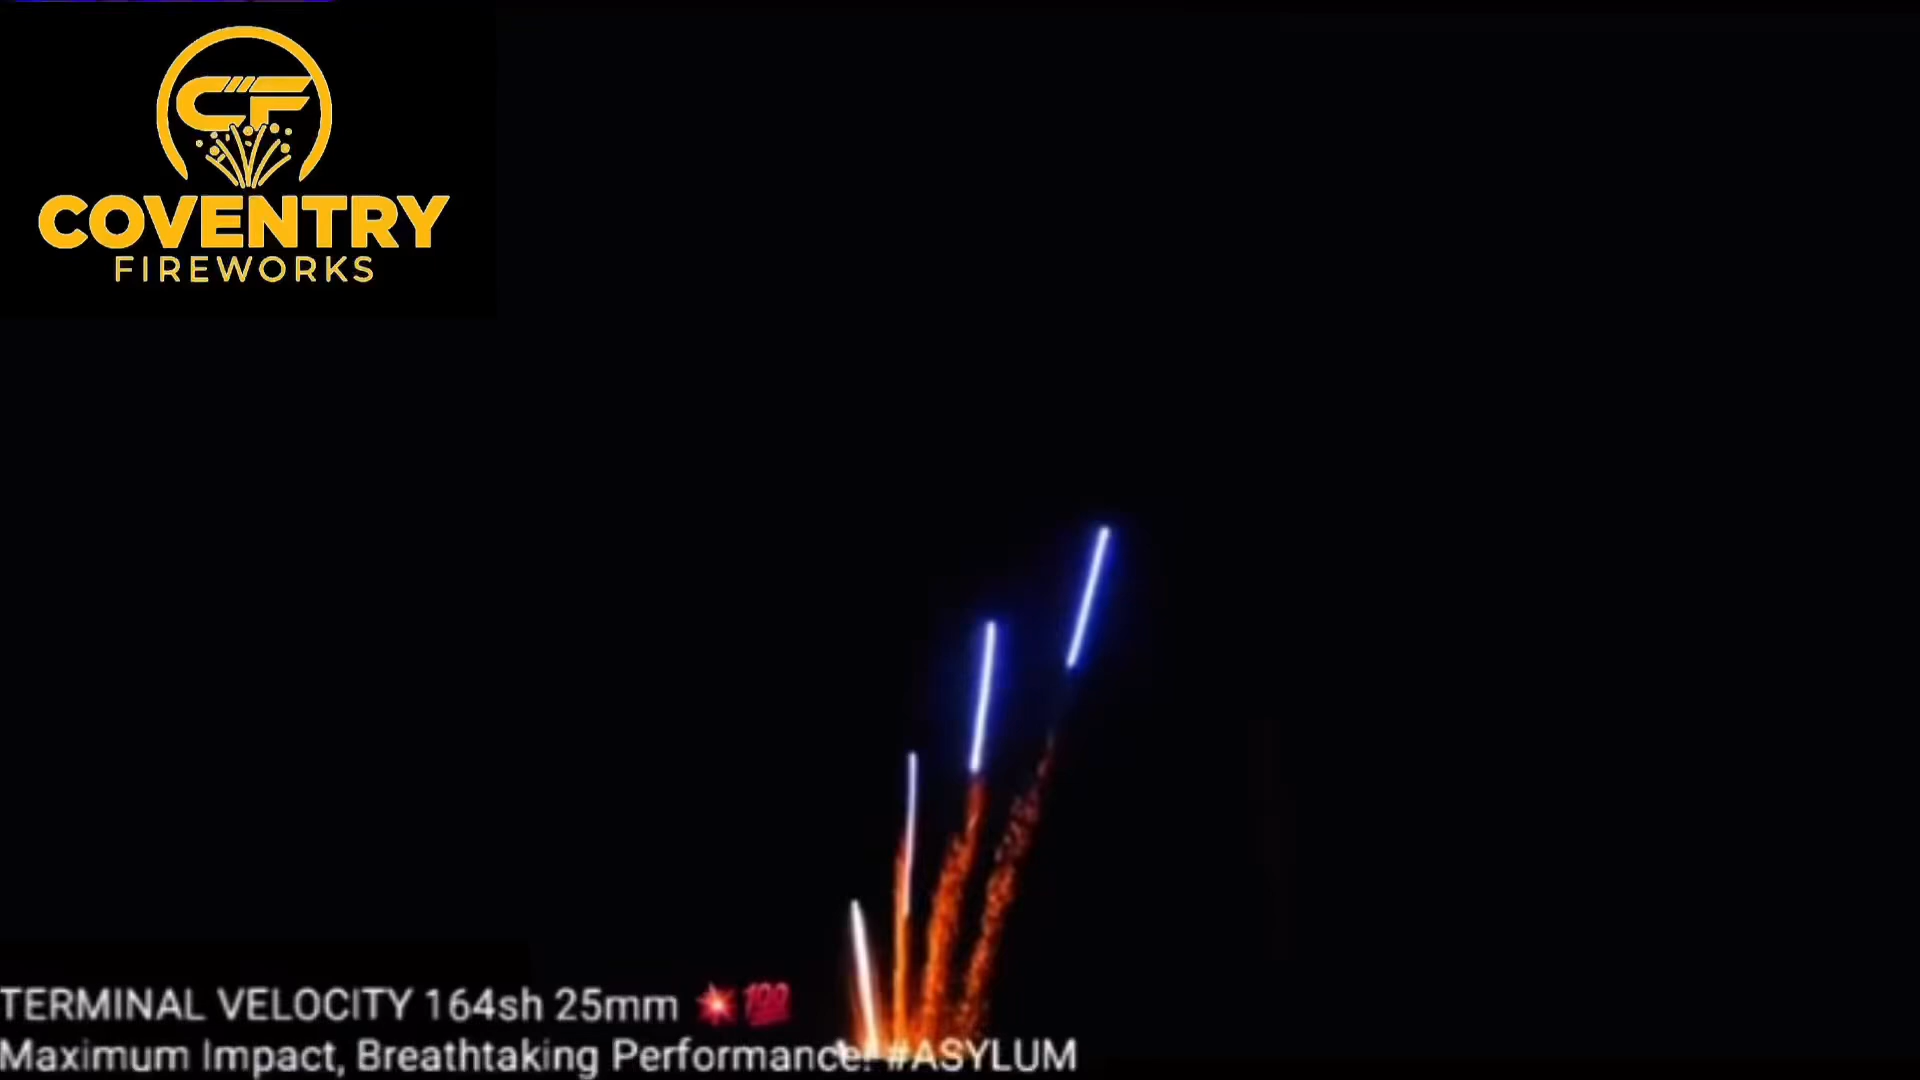 CF
COVENTRY
FIREWORKS
TERMINAL VELOCITY 164sh 25mm 💥💯
Maximum Impact, Breathtaking Performance! #ASYLUM